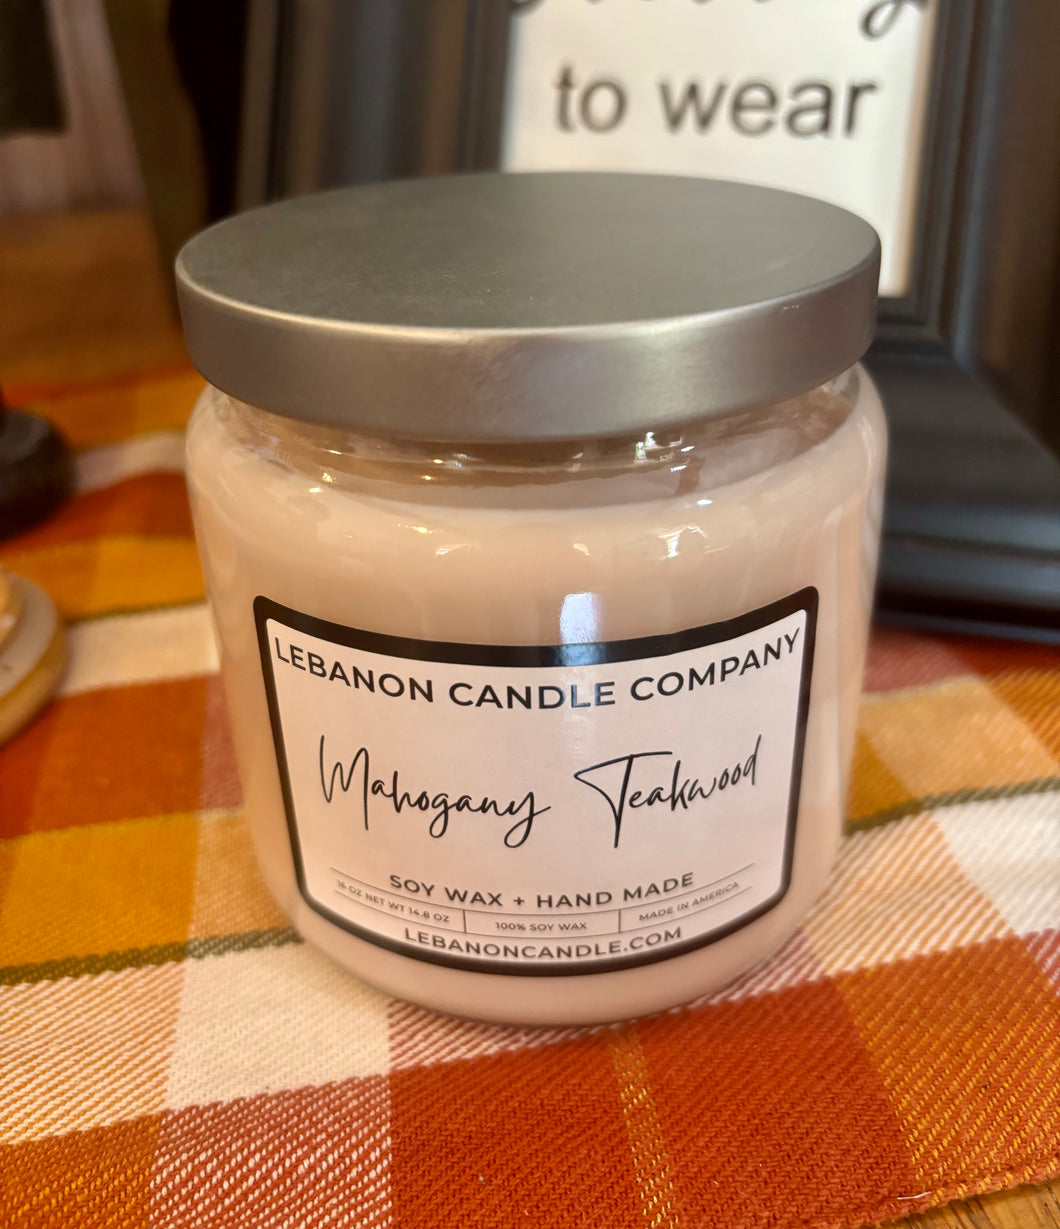 to wear
LEBANON CANDLE COMPANY
Mahogany Teakwood
SOY WAX + HAND MADE
16 OZ NET WT 14.8 OZ
100% SOY WAX
MADE IN AMERICA
LEBANONCANDLE.COM